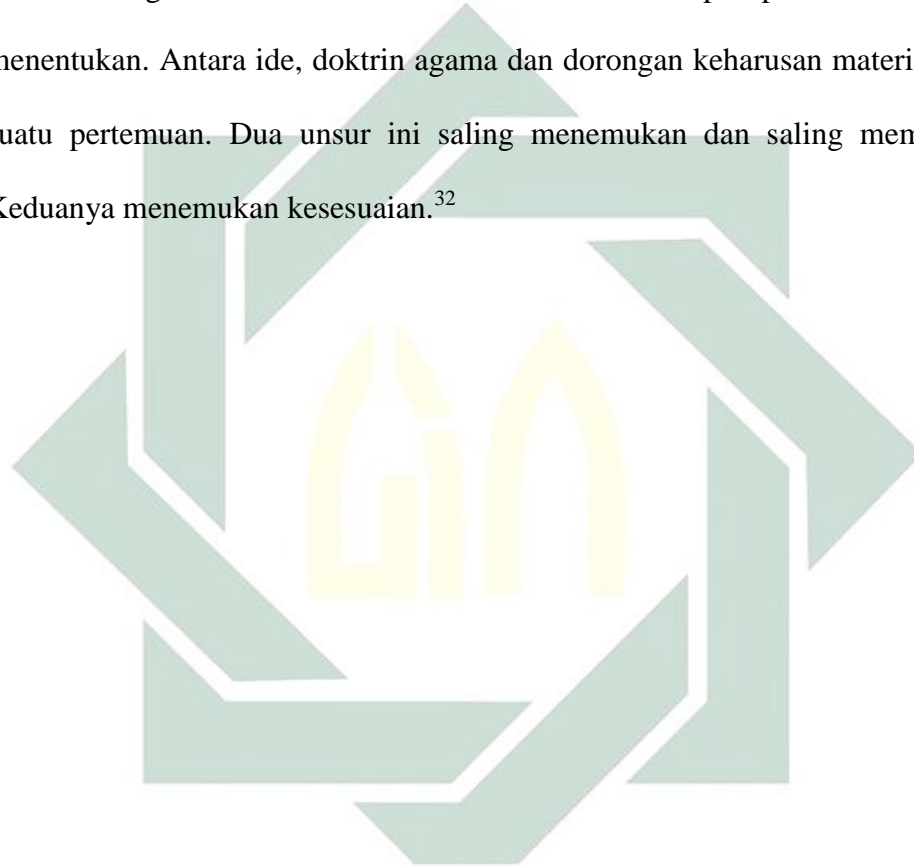 menentukan. Antara ide, doktrin agama dan dorongan keharusan materi
suatu pertemuan. Dua unsur ini saling menemukan dan saling
Keduanya menemukan kesesuaian.32